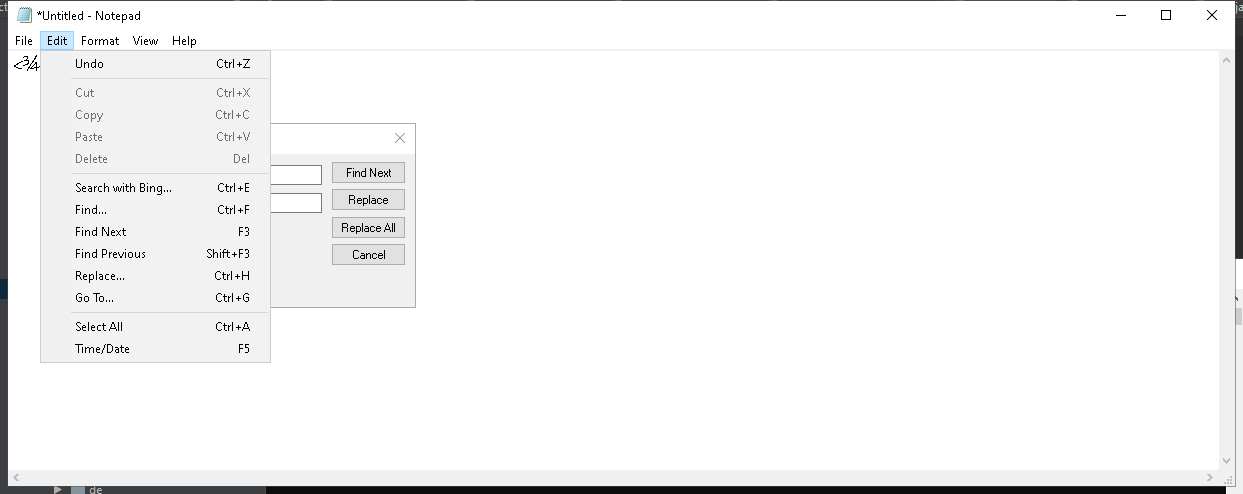 *Untitled - Notepad
File Edit Format View Help
<¾
Undo Ctrl+Z
Cut Ctrl+X
Copy Ctrl+C
Paste Ctrl+V
Delete Del
Search with Bing... Ctrl+E
Find... Ctrl+F
Find Next F3
Find Previous Shift+F3
Replace... Ctrl+H
Go To... Ctrl+G
Select All Ctrl+A
Time/Date F5
Find Next
Replace
Replace All
Cancel
de